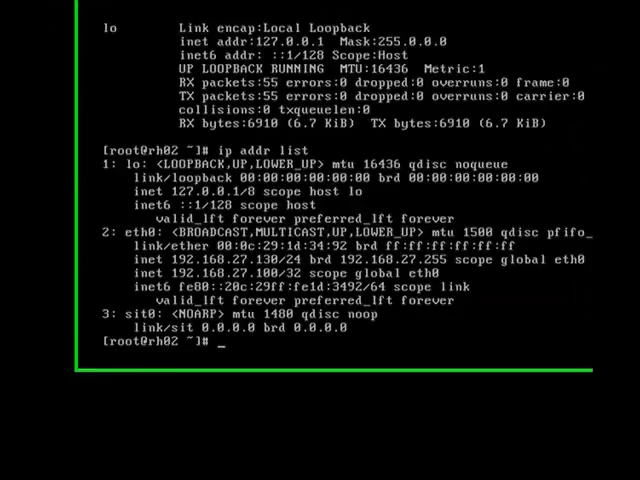 lo Link encap:Local Loopback
inet addr:127.0.0.1 Mask:255.0.0.0
inet6 addr: ::1/128 Scope:Host
UP LOOPBACK RUNNING MTU:16436 Metric:1
RX packets:55 errors:0 dropped:0 overruns:0 frame:0
TX packets:55 errors:0 dropped:0 overruns:0 carrier:0
collisions:0 txqueuelen:0
RX bytes:6910 (6.7 KiB) TX bytes:6910 (6.7 KiB)
[root@rh02 ~]# ip addr list
1: lo: <LOOPBACK,UP,LOWER_UP> mtu 16436 qdisc noqueue
link/loopback 00:00:00:00:00:00 brd 00:00:00:00:00:00
inet 127.0.0.1/8 scope host lo
inet6 ::1/128 scope host
valid_lft forever preferred_lft forever
2: eth0: <BROADCAST,MULTICAST,UP,LOWER_UP> mtu 1500 qdisc pfifo_
link/ether 00:0c:29:1d:34:92 brd ff:ff:ff:ff:ff:ff
inet 192.168.27.130/24 brd 192.168.27.255 scope global eth0
inet 192.168.27.100/32 scope global eth0
inet6 fe80::20c:29ff:fe1d:3492/64 scope link
valid_lft forever preferred_lft forever
3: sit0: <NOARP> mtu 1480 qdisc noop
link/sit 0.0.0.0 brd 0.0.0.0
[root@rh02 ~]# _